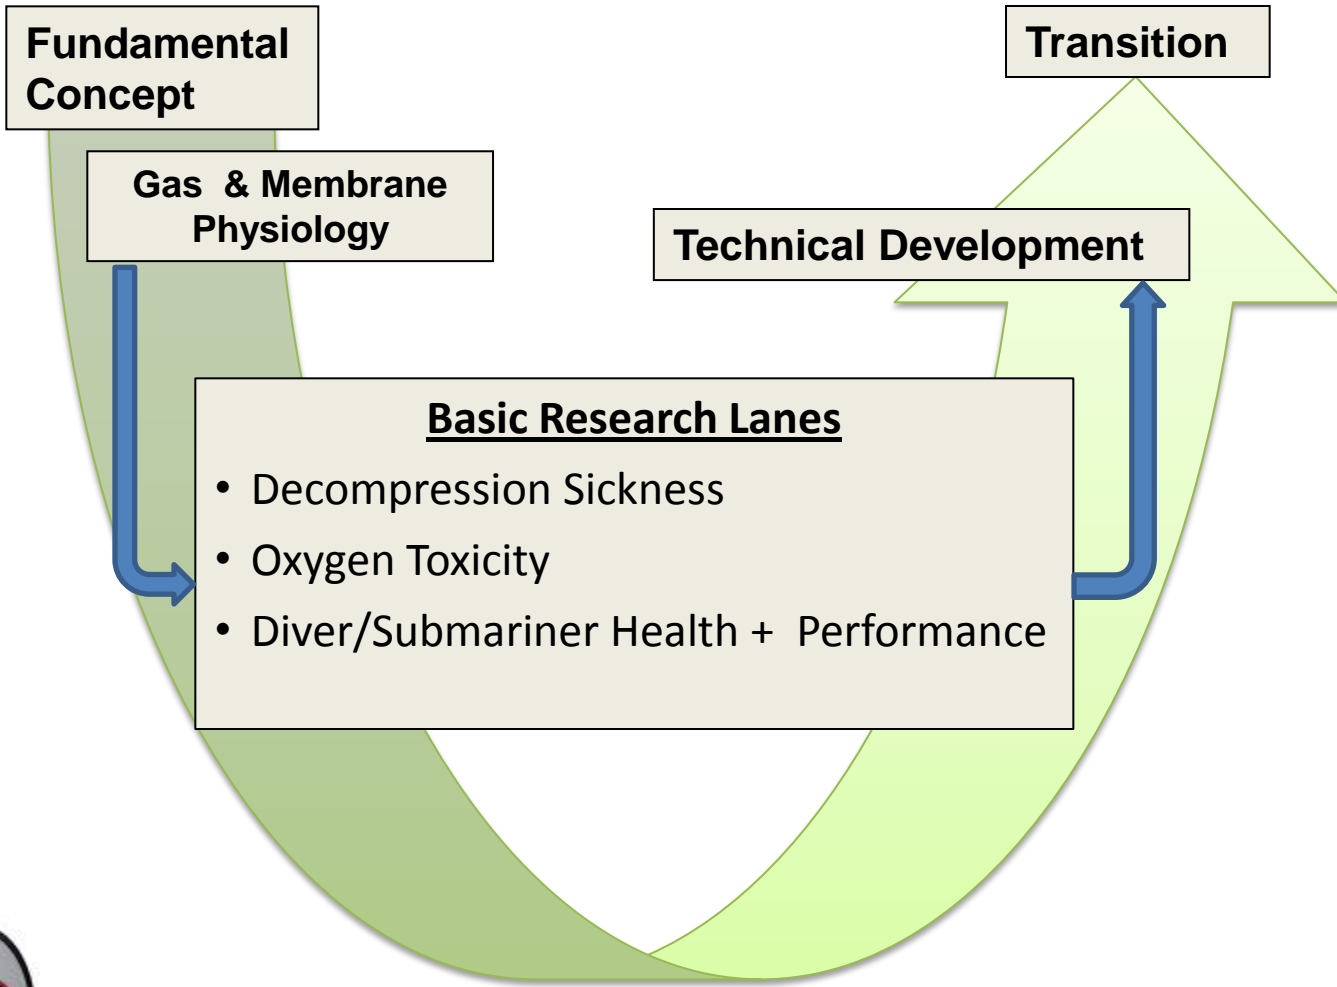 Fundamental
Concept
Transition
Gas & Membrane
Physiology
Technical Development
Basic Research Lanes
• Decompression Sickness
• Oxygen Toxicity
• Diver/Submariner Health + Performance